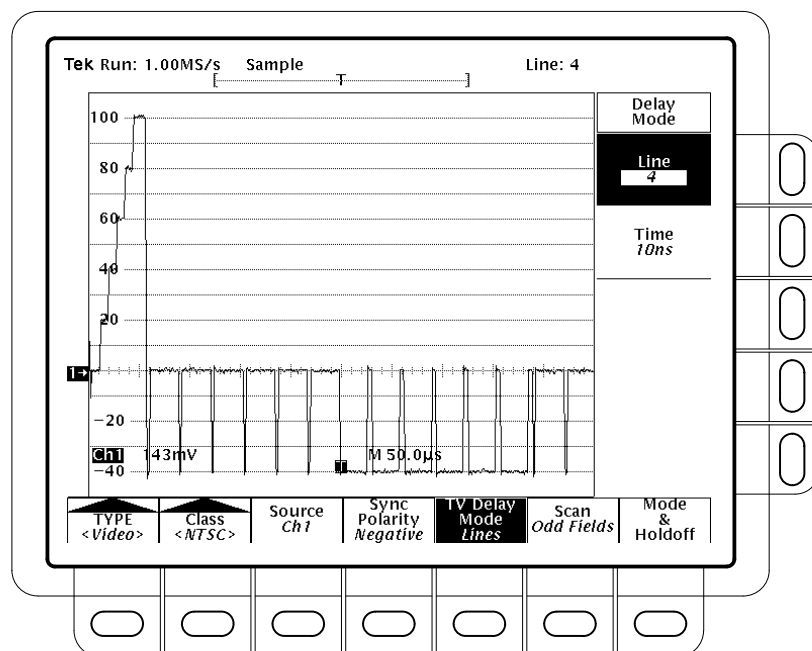 Tek Run: 1.00MS/s Sample Line: 4
[ T ]
Delay
Mode
Line
4
Time
10ns
100
80
60
40
20
1→
−20
−40
Ch1 143mV M 50.0µs
T
TYPE
<Video>
Class
<NTSC>
Source
Ch1
Sync
Polarity
Negative
TV Delay
Mode
Lines
Scan
Odd Fields
Mode
&
Holdoff